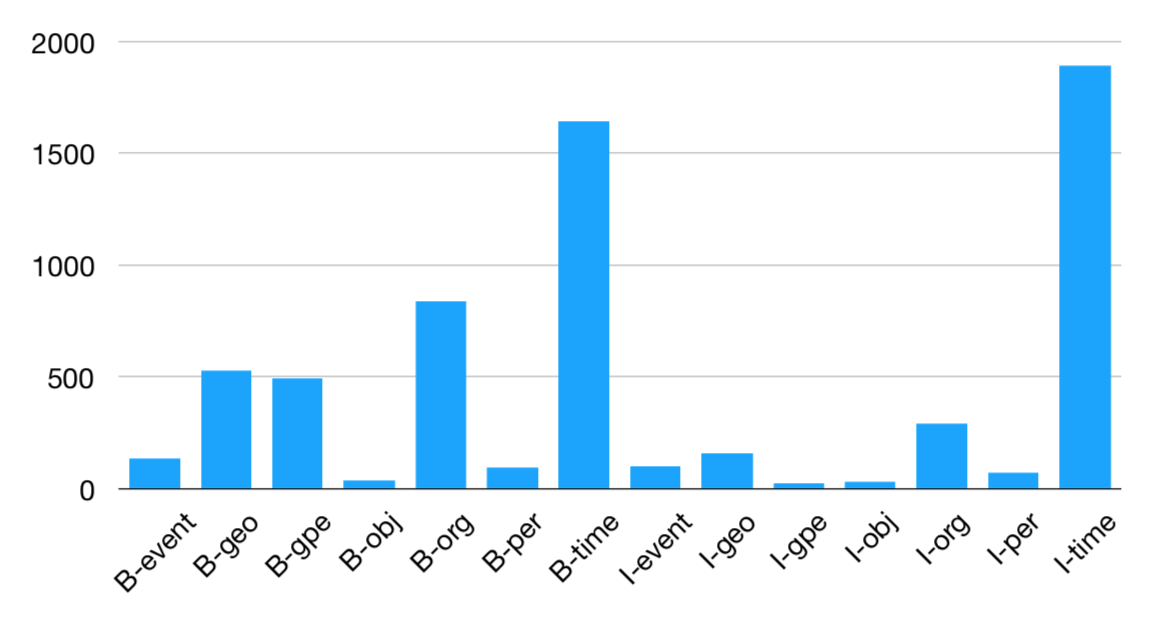 2000
1500
1000
500
0
B-event
B-geo
B-gpe
B-obj
B-org
B-per
B-time
I-event
I-geo
I-gpe
I-obj
I-org
I-per
I-time